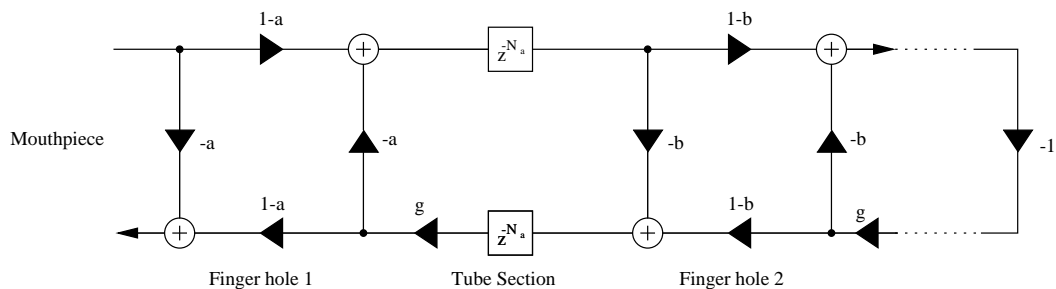 1-a
1-b
+
z-Na
+
Mouthpiece
-a
-a
-b
-b
-1
1-a
g
z-Na
1-b
g
+
+
Finger hole 1
Tube Section
Finger hole 2